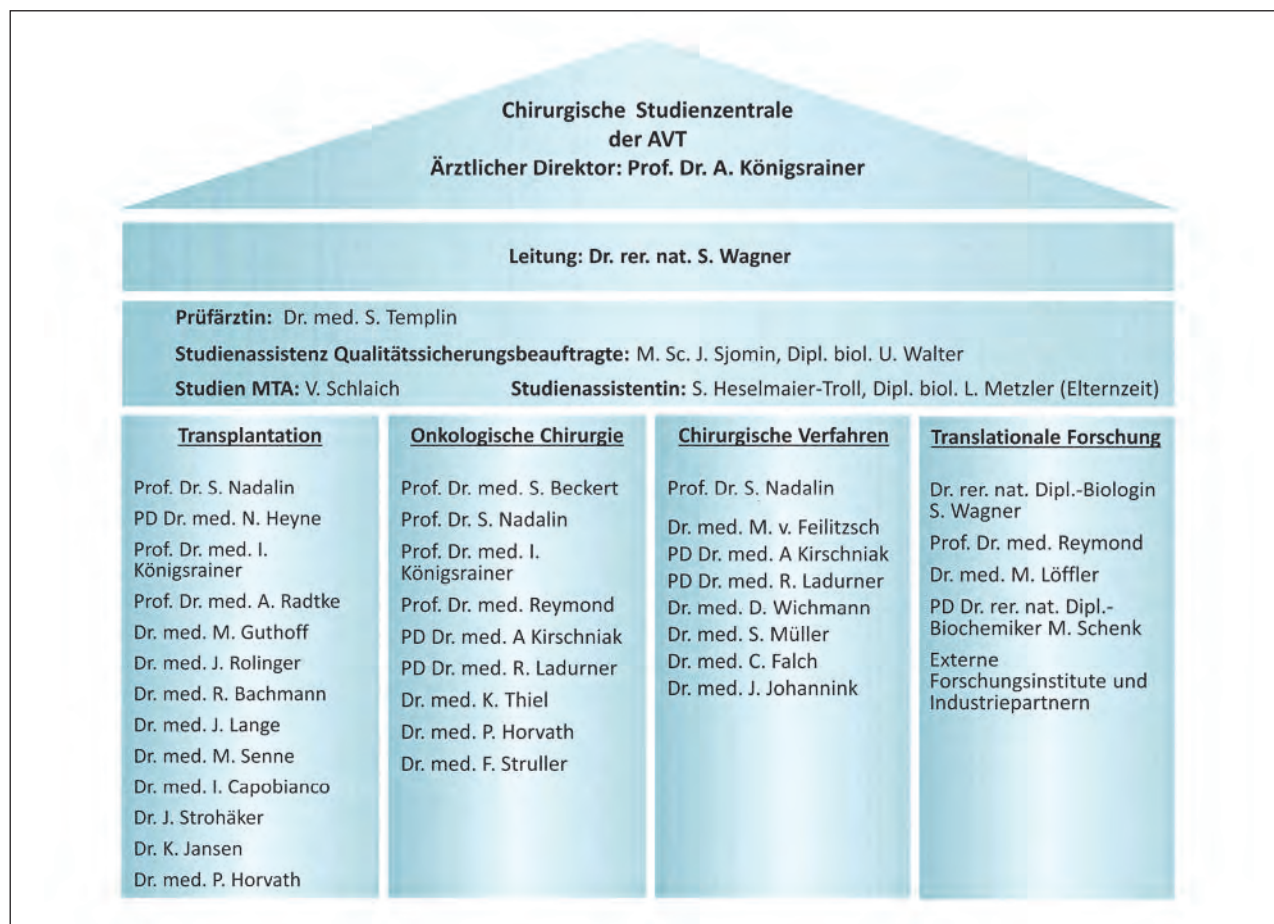 Chirurgische Studienzentrale
der AVT
Ärztlicher Direktor: Prof. Dr. A. Königsrainer
Leitung: Dr. rer. nat. S. Wagner
Prüfärztin: Dr. med. S. Templin
Studienassistenz Qualitätssicherungsbeauftragte: M. Sc. J. Sjomin, Dipl. biol. U. Walter
Studien MTA: V. Schlaich Studienassistentin: S. Heselmaier-Troll, Dipl. biol. L. Metzler (Elternzeit)
Transplantation
Prof. Dr. S. Nadalin
PD Dr. med. N. Heyne
Prof. Dr. med. I.
Königsrainer
Prof. Dr. med. A. Radtke
Dr. med. M. Guthoff
Dr. med. J. Rolinger
Dr. med. R. Bachmann
Dr. med. J. Lange
Dr. med. M. Senne
Dr. med. I. Capobianco
Dr. J. Strohäker
Dr. K. Jansen
Dr. med. P. Horvath
Onkologische Chirurgie
Prof. Dr. med. S. Beckert
Prof. Dr. S. Nadalin
Prof. Dr. med. I.
Königsrainer
Prof. Dr. med. Reymond
PD Dr. med. A Kirschniak
PD Dr. med. R. Ladurner
Dr. med. K. Thiel
Dr. med. P. Horvath
Dr. med. F. Struller
Chirurgische Verfahren
Prof. Dr. S. Nadalin
Dr. med. M. v. Feilitzsch
PD Dr. med. A Kirschniak
PD Dr. med. R. Ladurner
Dr. med. D. Wichmann
Dr. med. S. Müller
Dr. med. C. Falch
Dr. med. J. Johannink
Translationale Forschung
Dr. rer. nat. Dipl.-Biologin
S. Wagner
Prof. Dr. med. Reymond
Dr. med. M. Löffler
PD Dr. rer. nat. Dipl.-
Biochemiker M. Schenk
Externe
Forschungsinstitute und
Industriepartnern